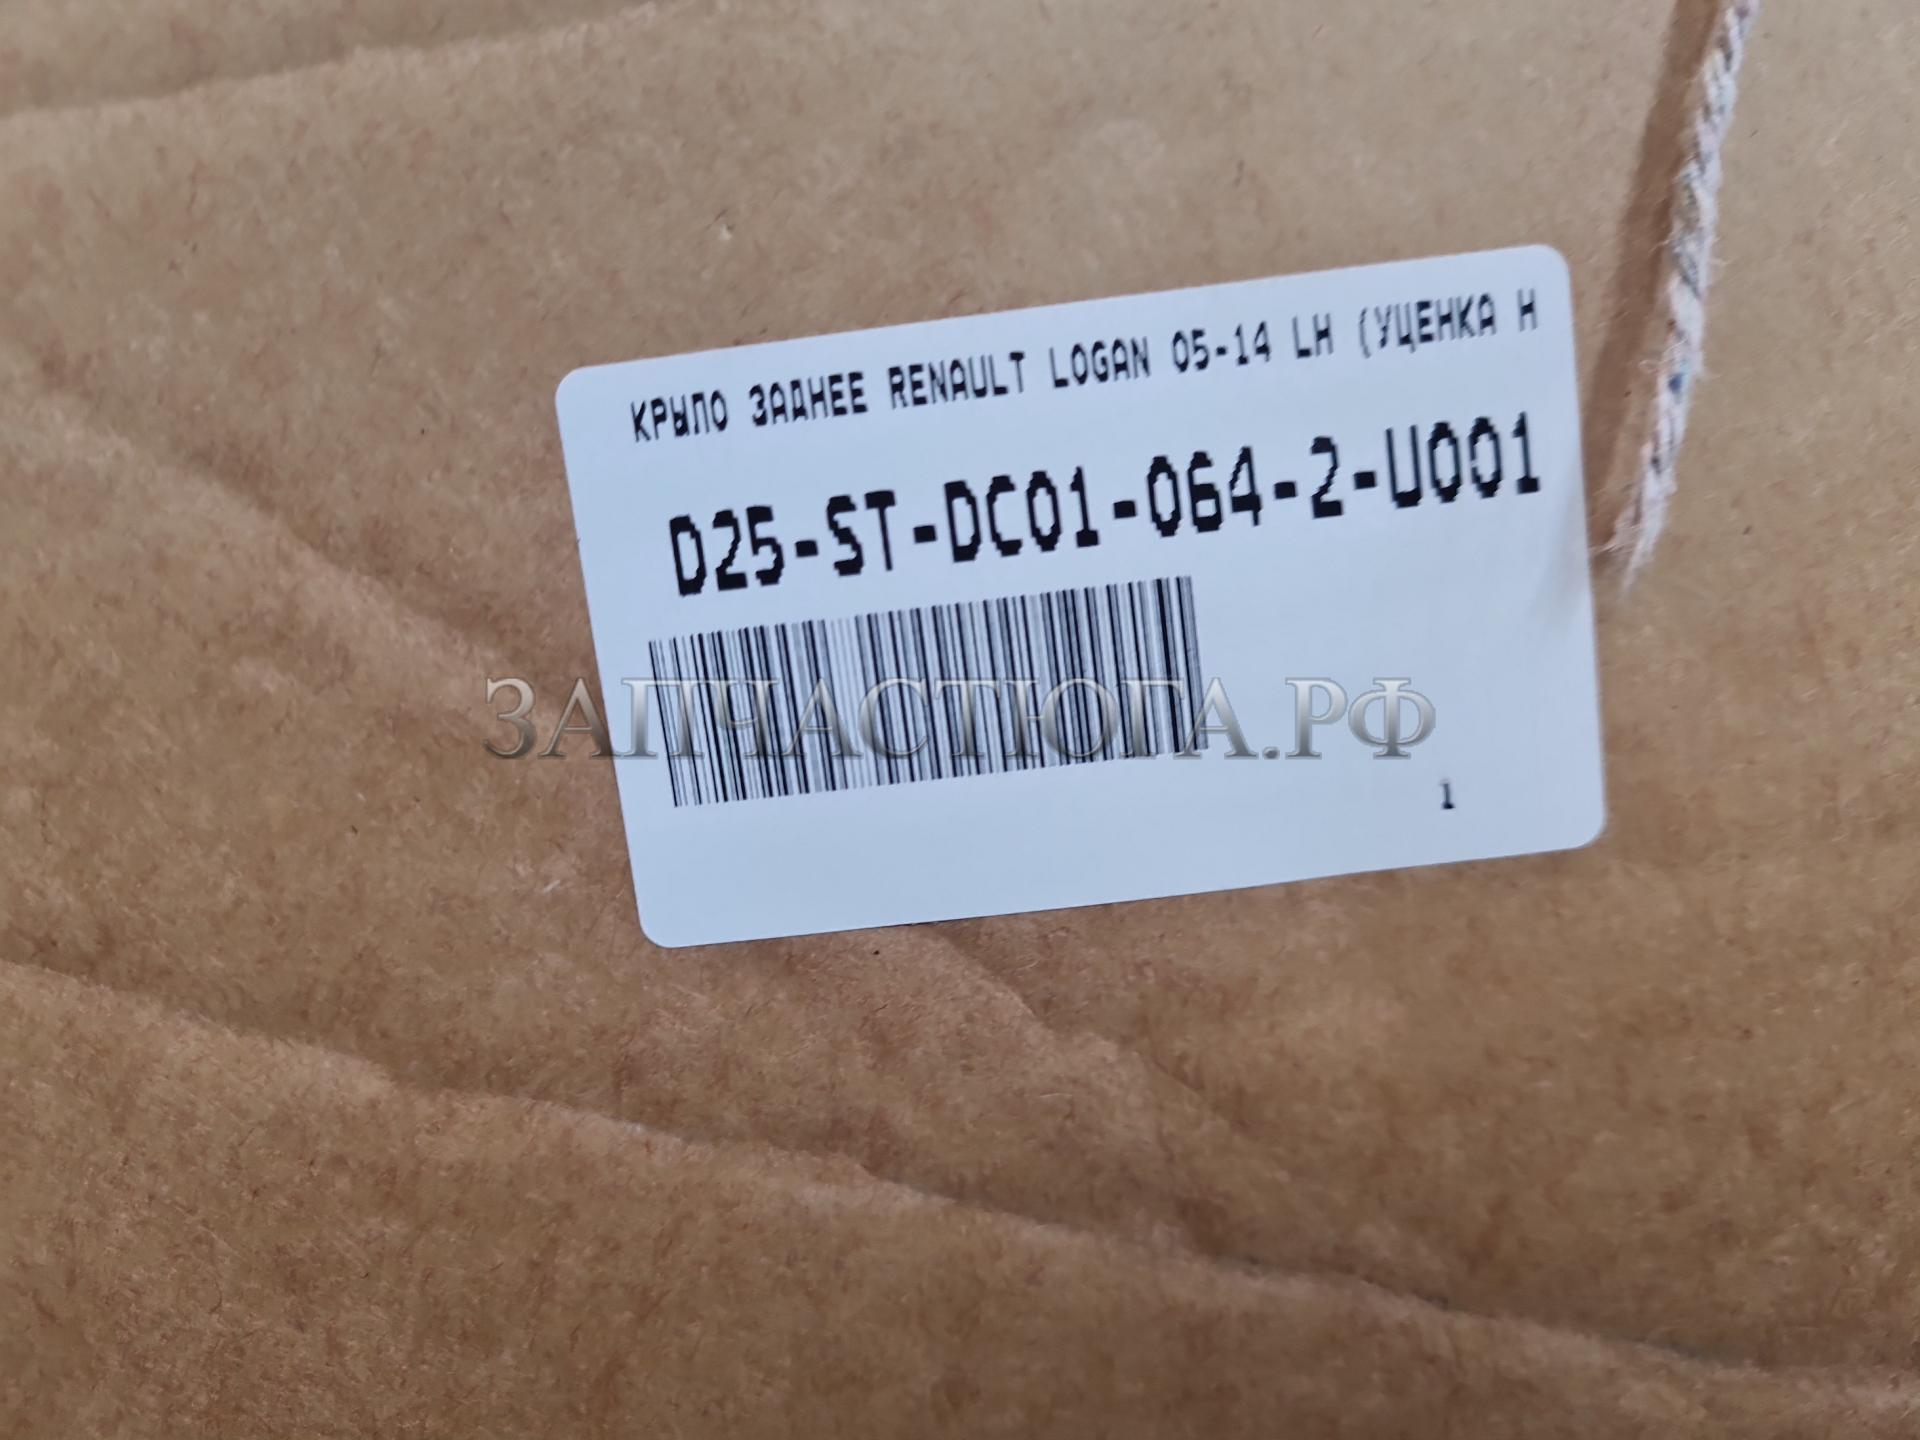 КРЫЛО ЗАДНЕЕ RENAULT LOGAN 05-14 LH (УЦЕНКА Н
D25-ST-DC01-064-2-U001
ЗАПЧАСТЮГА.РФ
1